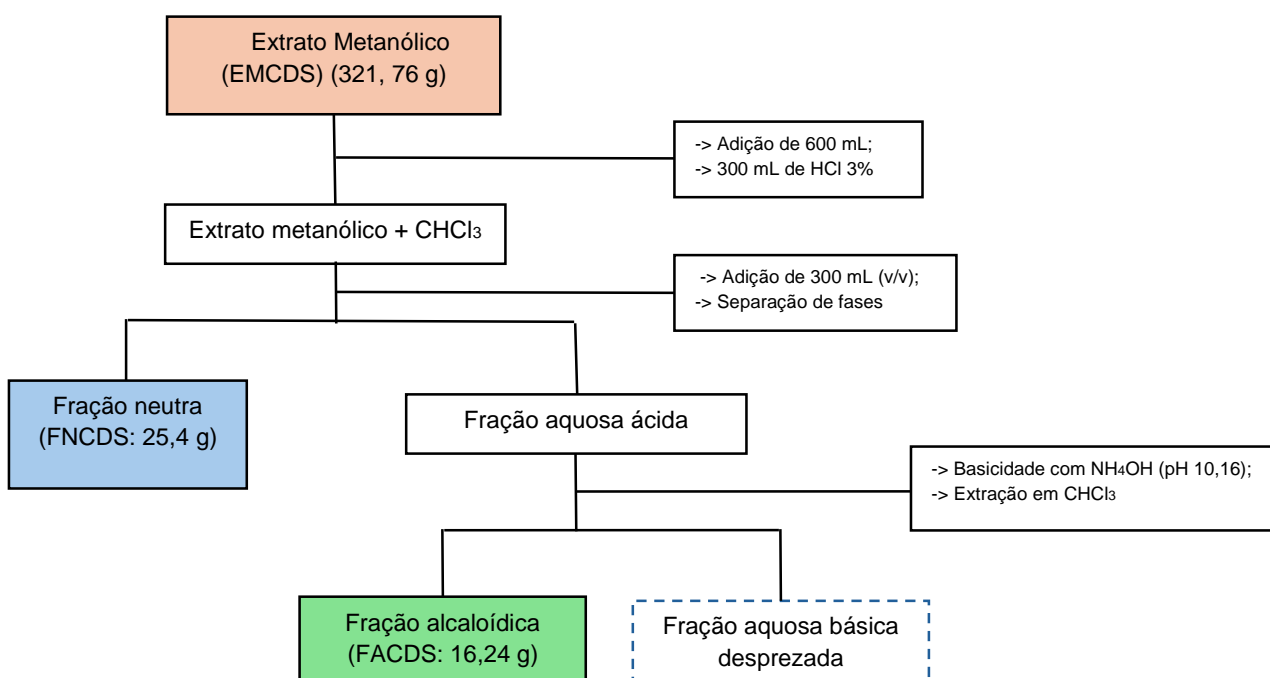 Extrato Metanólico
(EMCDS) (321, 76 g)
-> Adição de 600 mL;
-> 300 mL de HCl 3%
Extrato metanólico + CHCl₃
-> Adição de 300 mL (v/v);
-> Separação de fases
Fração neutra
(FNCDS: 25,4 g)
Fração aquosa ácida
-> Basicidade com NH₄OH (pH 10,16);
-> Extração em CHCl₃
Fração alcaloídica
(FACDS: 16,24 g)
Fração aquosa básica
desprezada